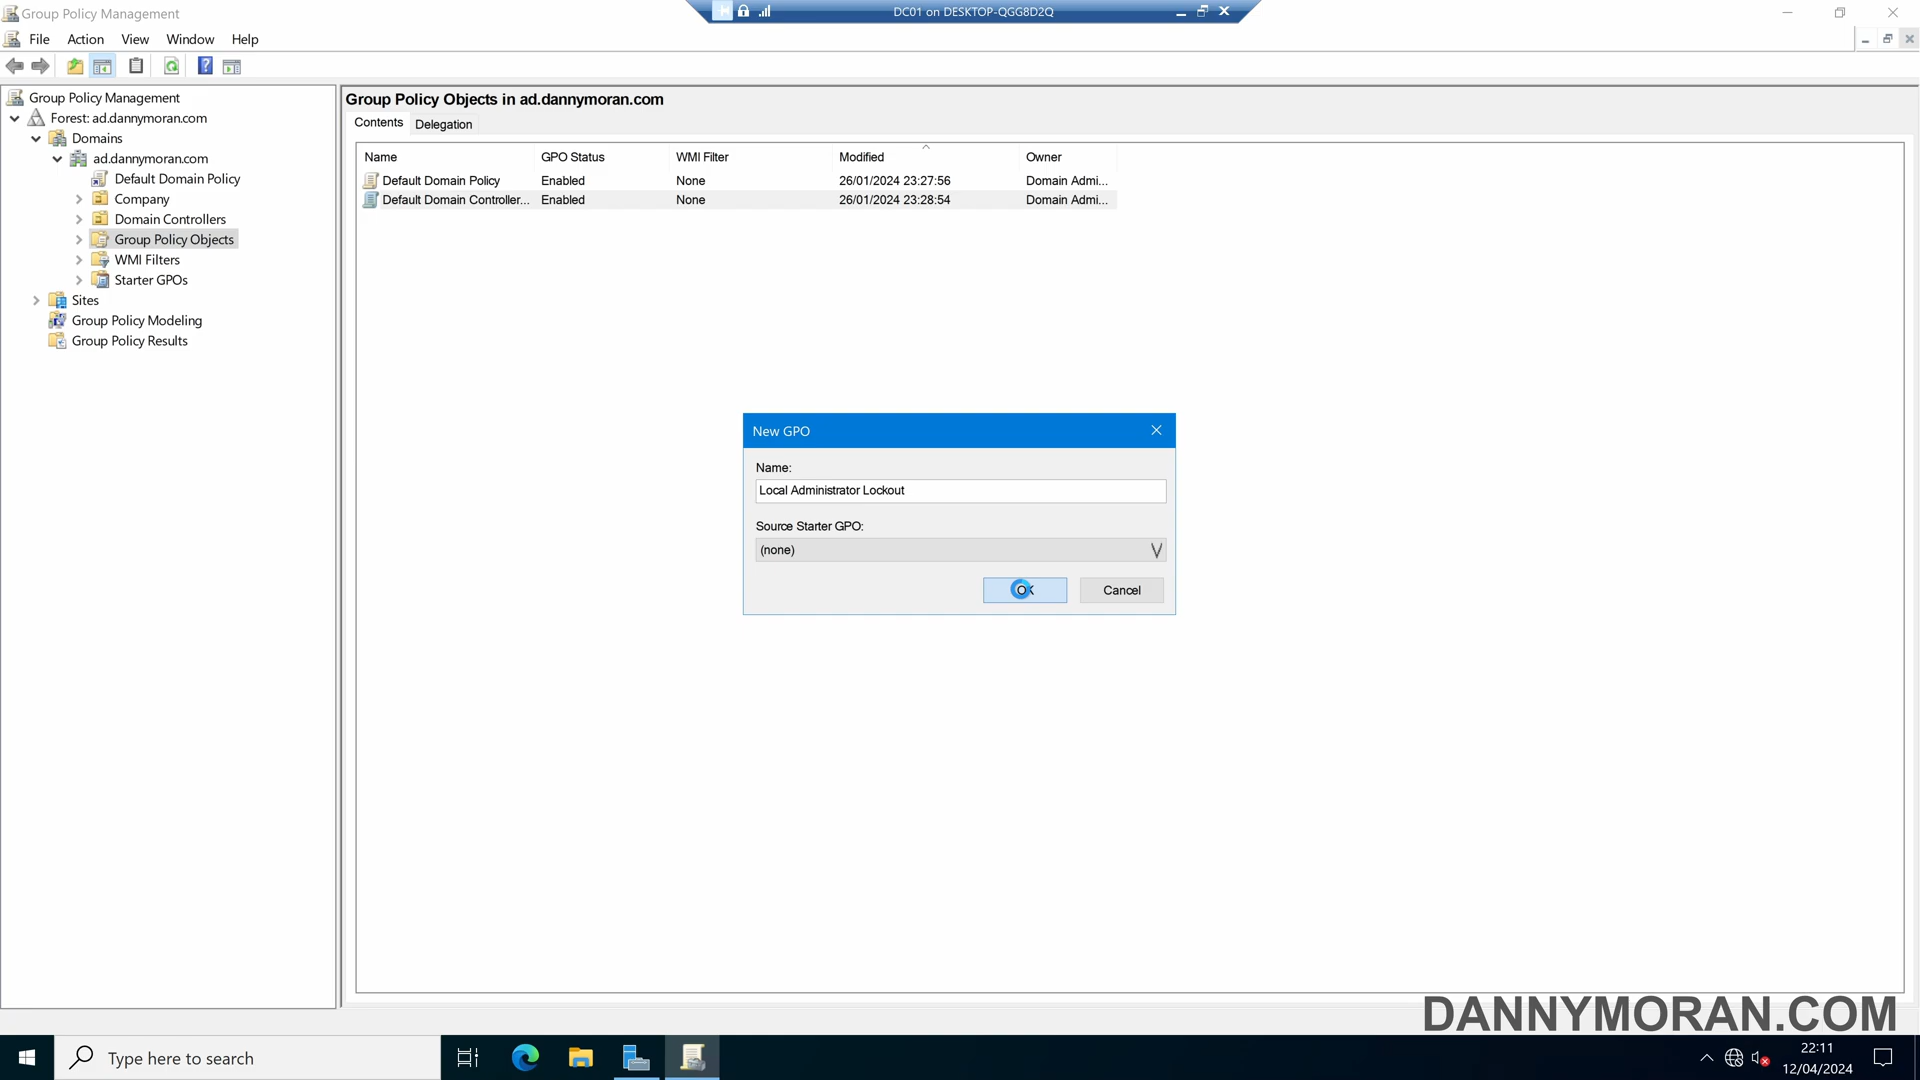 Group Policy Management
DC01 on DESKTOP-QGG8D2Q
File Action View Window Help
Group Policy Management
Forest: ad.dannymoran.com
Domains
ad.dannymoran.com
Default Domain Policy
Company
Domain Controllers
Group Policy Objects
WMI Filters
Starter GPOs
Sites
Group Policy Modeling
Group Policy Results
Group Policy Objects in ad.dannymoran.com
Contents Delegation
Name GPO Status WMI Filter Modified Owner
Default Domain Policy Enabled None 26/01/2024 23:27:56 Domain Admi...
Default Domain Controller... Enabled None 26/01/2024 23:28:54 Domain Admi...
New GPO
Name:
Local Administrator Lockout
Source Starter GPO:
(none)
OK Cancel
DANNYMORAN.COM
Type here to search
22:11
12/04/2024